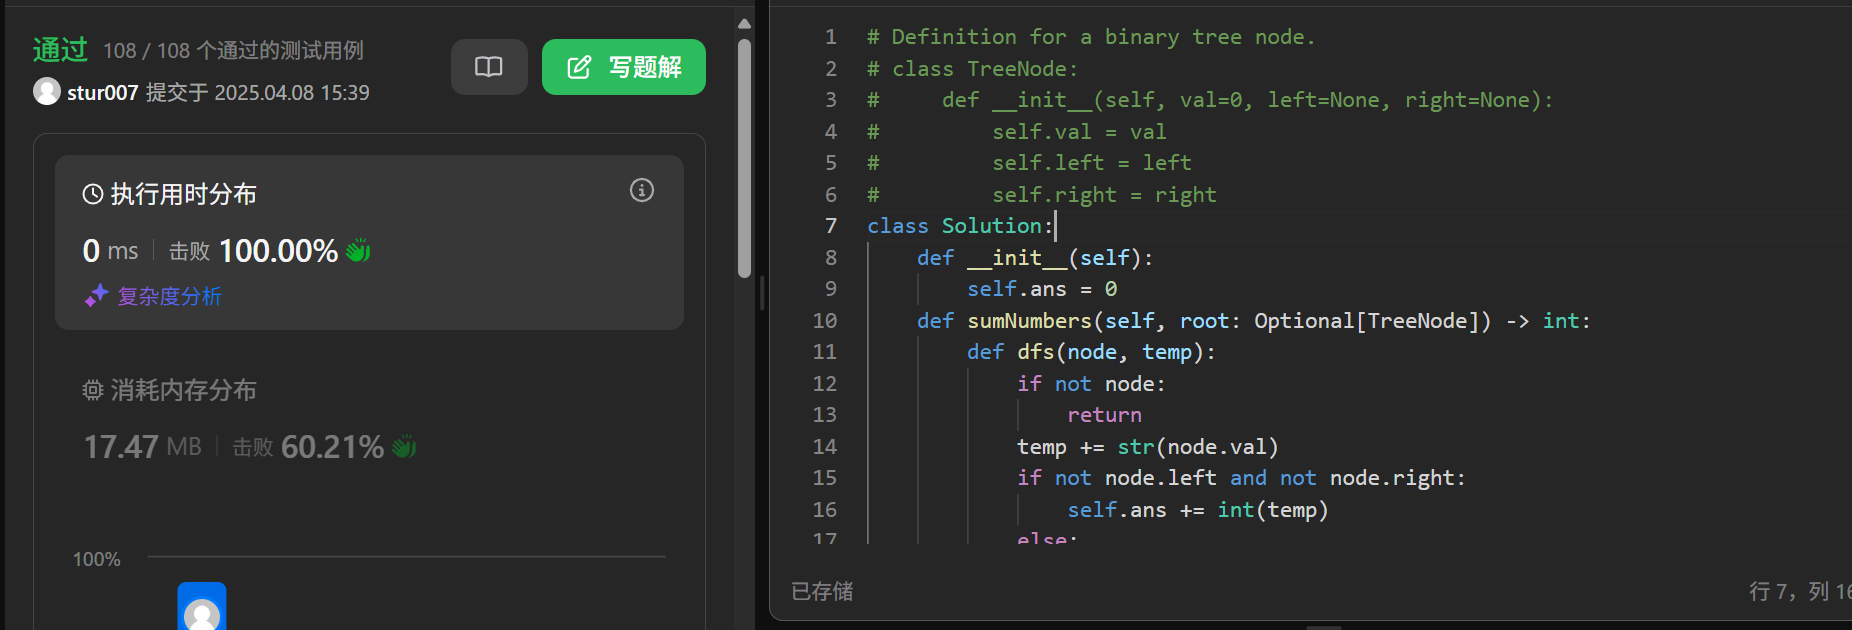 通过 108 / 108 个通过的测试用例
stur007 提交于 2025.04.08 15:39
写题解
执行用时分布
0 ms 击败 100.00%
复杂度分析
消耗内存分布
17.47 MB 击败 60.21%
100%
1 # Definition for a binary tree node.
2 # class TreeNode:
3 #     def __init__(self, val=0, left=None, right=None):
4 #         self.val = val
5 #         self.left = left
6 #         self.right = right
7 class Solution:
8     def __init__(self):
9         self.ans = 0
10     def sumNumbers(self, root: Optional[TreeNode]) -> int:
11         def dfs(node, temp):
12             if not node:
13                 return
14             temp += str(node.val)
15             if not node.left and not node.right:
16                 self.ans += int(temp)
17             else:
已存储
行 7, 列 16